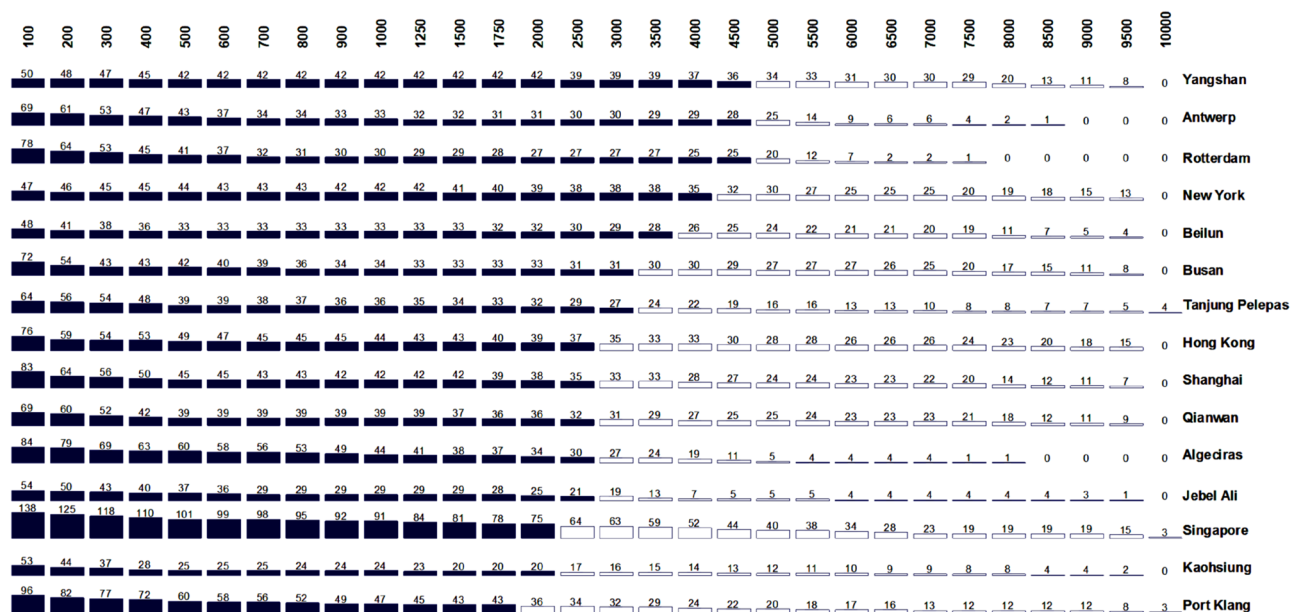 100 200 300 400 500 600 700 800 900 1000 1250 1500 1750 2000 2500 3000 3500 4000 4500 5000 5500 6000 6500 7000 7500 8000 8500 9000 9500 10000
50 48 47 45 42 42 42 42 42 42 42 42 42 42 39 39 39 37 36 34 33 31 30 30 29 20 13 11 8 0 Yangshan
69 61 53 47 43 37 34 34 33 33 32 32 31 31 30 30 29 29 28 25 14 9 6 6 4 2 1 0 0 0 Antwerp
78 64 53 45 41 37 32 31 30 30 29 29 28 27 27 27 27 25 25 20 12 7 2 2 1 0 0 0 0 0 Rotterdam
47 46 45 45 44 43 43 43 42 42 42 41 40 39 38 38 38 35 32 30 27 25 25 25 20 19 18 15 13 0 New York
48 41 38 36 33 33 33 33 33 33 33 33 32 32 30 29 28 26 25 24 22 21 21 20 19 11 7 5 4 0 Beilun
72 54 43 43 42 40 39 36 34 34 33 33 33 33 31 31 30 30 29 27 27 27 26 25 20 17 15 11 8 0 Busan
64 56 54 48 39 39 38 37 36 36 35 34 33 32 29 27 24 22 19 16 16 13 13 10 8 8 7 7 5 4 Tanjung Pelepas
76 59 54 53 49 47 45 45 45 44 43 43 40 39 37 35 33 33 30 28 28 26 26 26 24 23 20 18 15 0 Hong Kong
83 64 56 50 45 45 43 43 42 42 42 42 39 38 35 33 33 28 27 24 24 23 23 22 20 14 12 11 7 0 Shanghai
69 60 52 42 39 39 39 39 39 39 39 37 36 36 32 31 29 27 25 25 24 23 23 23 21 18 12 11 9 0 Qianwan
84 79 69 63 60 58 56 53 49 44 41 38 37 34 30 27 24 19 11 5 4 4 4 4 1 1 0 0 0 0 Algeciras
54 50 43 40 37 36 29 29 29 29 29 29 28 25 21 19 13 7 5 5 5 4 4 4 4 4 4 3 1 0 Jebel Ali
138 125 118 110 101 99 98 95 92 91 84 81 78 75 64 63 59 52 44 40 38 34 28 23 19 19 19 19 15 3 Singapore
53 44 37 28 25 25 25 24 24 24 23 20 20 20 17 16 15 14 13 12 11 10 9 9 8 8 4 4 2 0 Kaohsiung
96 82 77 72 60 58 56 52 49 47 45 43 43 36 34 32 29 24 22 20 18 17 16 13 12 12 12 12 8 3 Port Klang